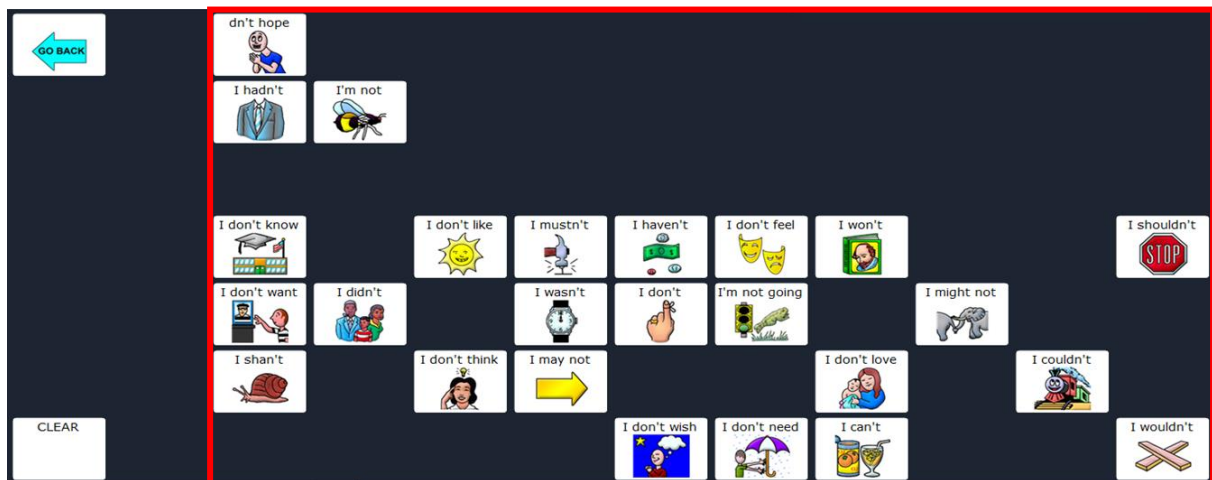 dn't hope
GO BACK
I hadn't
I'm not
I don't know
I don't like
I mustn't
I haven't
I don't feel
I won't
I shouldn't
STOP
I don't want
I didn't
I wasn't
I don't
I'm not going
I might not
I shan't
I don't think
I may not
I don't love
I couldn't
CLEAR
I don't wish
I don't need
I can't
I wouldn't